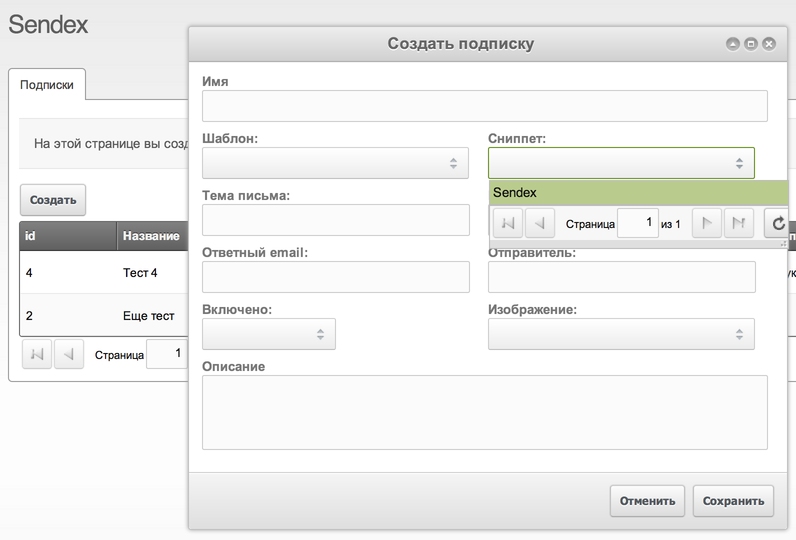 Sendex
Создать подписку
Подписки
Имя
На этой странице вы созд
Шаблон:
Сниппет:
Sendex
Создать
Тема письма:
Страница 1 из 1
id
Название
Ответный email:
Отправитель:
4
Тест 4
2
Еще тест
Включено:
Изображение:
Страница 1
Описание
Отменить
Сохранить